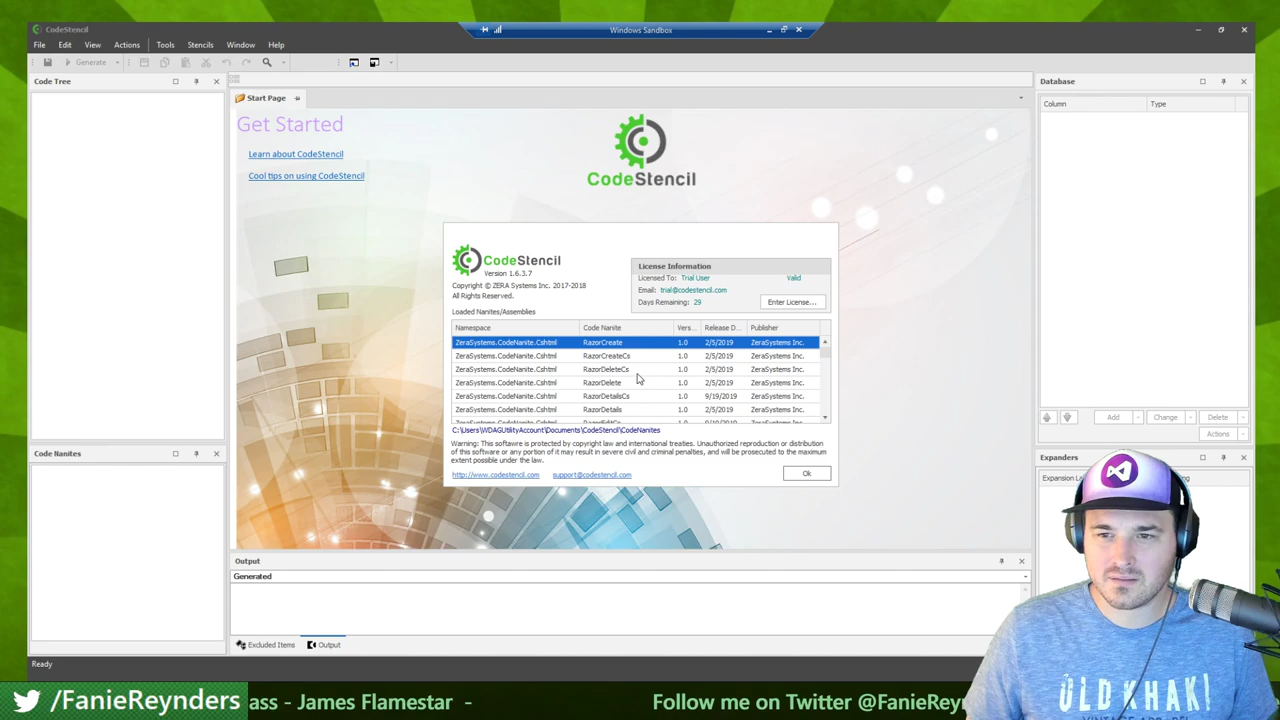 CodeStencil
Windows Sandbox
File Edit View Actions Tools Stencils Window Help
Generate
Code Tree
Start Page
Database
Column Type
Get Started
Learn about CodeStencil
Cool tips on using CodeStencil
CodeStencil
CodeStencil
Version 1.6.3.7
Copyright © ZERA Systems Inc. 2017-2018
All Rights Reserved.
License Information
Licensed To: Trial User Valid
Email: trial@codestencil.com
Days Remaining: 29
Enter License...
Loaded Nanites/Assemblies
Namespace Code Nanite Vers... Release D... Publisher
ZeraSystems.CodeNanite.Cshtml RazorCreate 1.0 2/5/2019 ZeraSystems Inc.
ZeraSystems.CodeNanite.Cshtml RazorCreateCs 1.0 2/5/2019 ZeraSystems Inc.
ZeraSystems.CodeNanite.Cshtml RazorDeleteCs 1.0 2/5/2019 ZeraSystems Inc.
ZeraSystems.CodeNanite.Cshtml RazorDelete 1.0 2/5/2019 ZeraSystems Inc.
ZeraSystems.CodeNanite.Cshtml RazorDetailsCs 1.0 9/19/2019 ZeraSystems Inc.
ZeraSystems.CodeNanite.Cshtml RazorDetails 1.0 2/5/2019 ZeraSystems Inc.
C:\Users\WDAGUtilityAccount\Documents\CodeStencil\CodeNanites
Warning: This softawre is protected by copyright law and international treaties. Unauthorized reproduction or distribution
of this software or any portion of it may result in severe civil and criminal penalties, and will be prosecuted to the maximum
extent possible under the law.
http://www.codestencil.com support@codestencil.com
Ok
Add Change Delete
Actions
Code Nanites
Expanders
Expansion La
Output
Generated
Excluded Items Output
Ready
ÜLD KHAKI
/FanieReynders
ass - James Flamestar -
Follow me on Twitter @FanieReyn